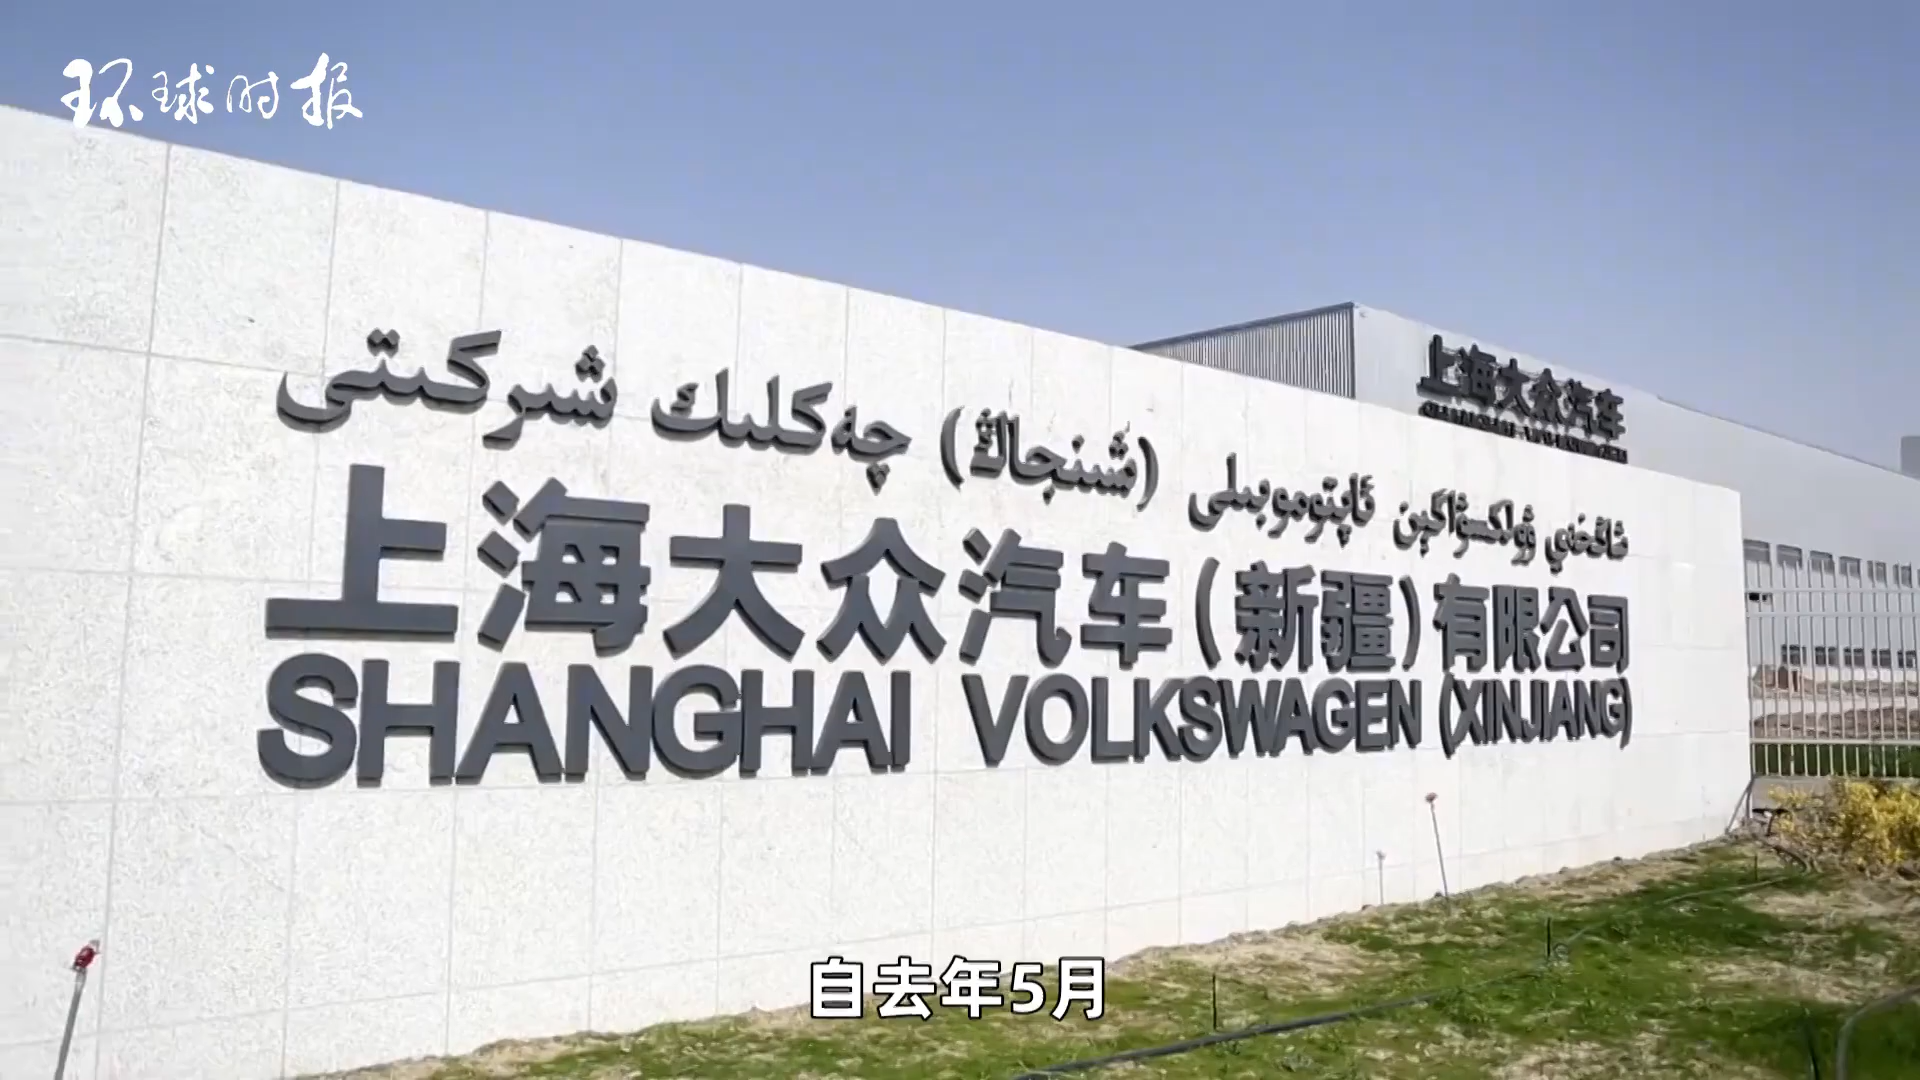 环球时报
上海大众汽车
شاڭخەي ۋولكسۋاگېن ئاپتوموبىلى (شىنجاڭ) چەكلىك شىركىتى
上海大众汽车(新疆)有限公司
SHANGHAI VOLKSWAGEN (XINJIANG)
自去年5月